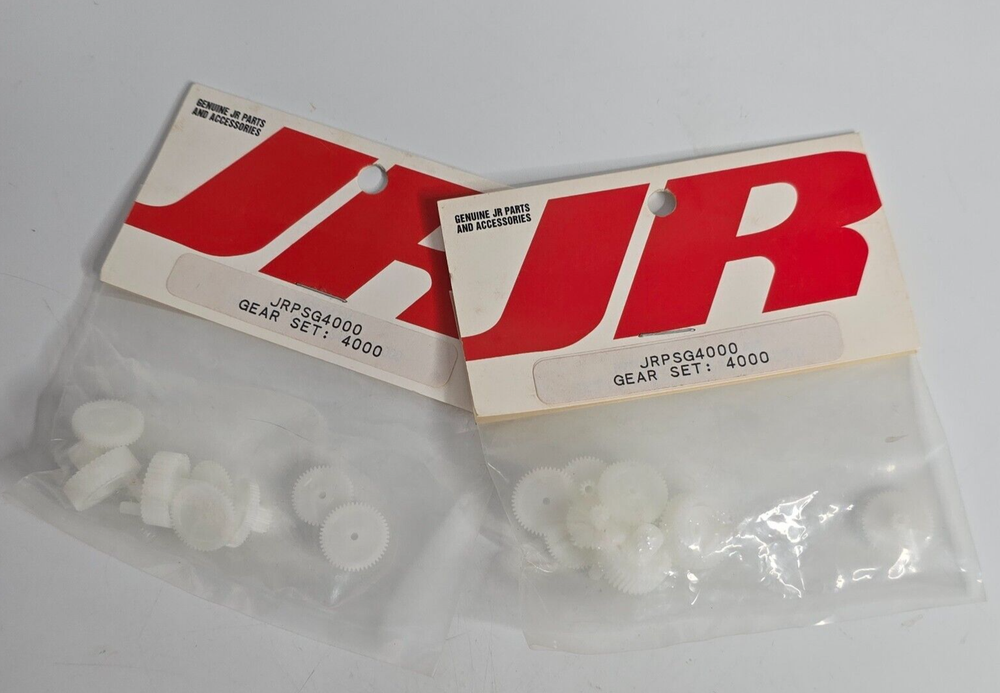 GENUINE JR PARTS
AND ACCESSORIES
JR
JRPSG4000
GEAR SET: 4000
GENUINE JR PARTS
AND ACCESSORIES
JR
JRPSG4000
GEAR SET: 4000